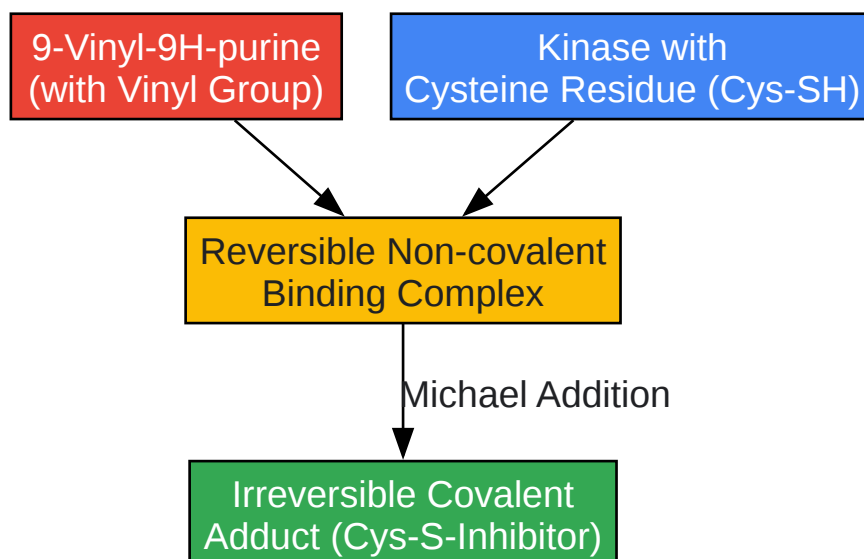 9-Vinyl-9H-purine
(with Vinyl Group)
Kinase with
Cysteine Residue (Cys-SH)
Reversible Non-covalent
Binding Complex
Michael Addition
Irreversible Covalent
Adduct (Cys-S-Inhibitor)